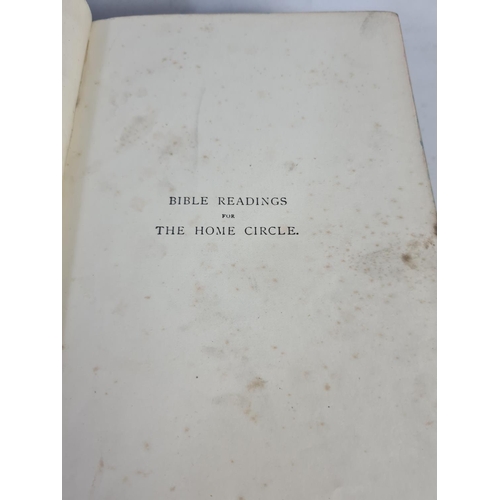 BIBLE READINGS
FOR
THE HOME CIRCLE.